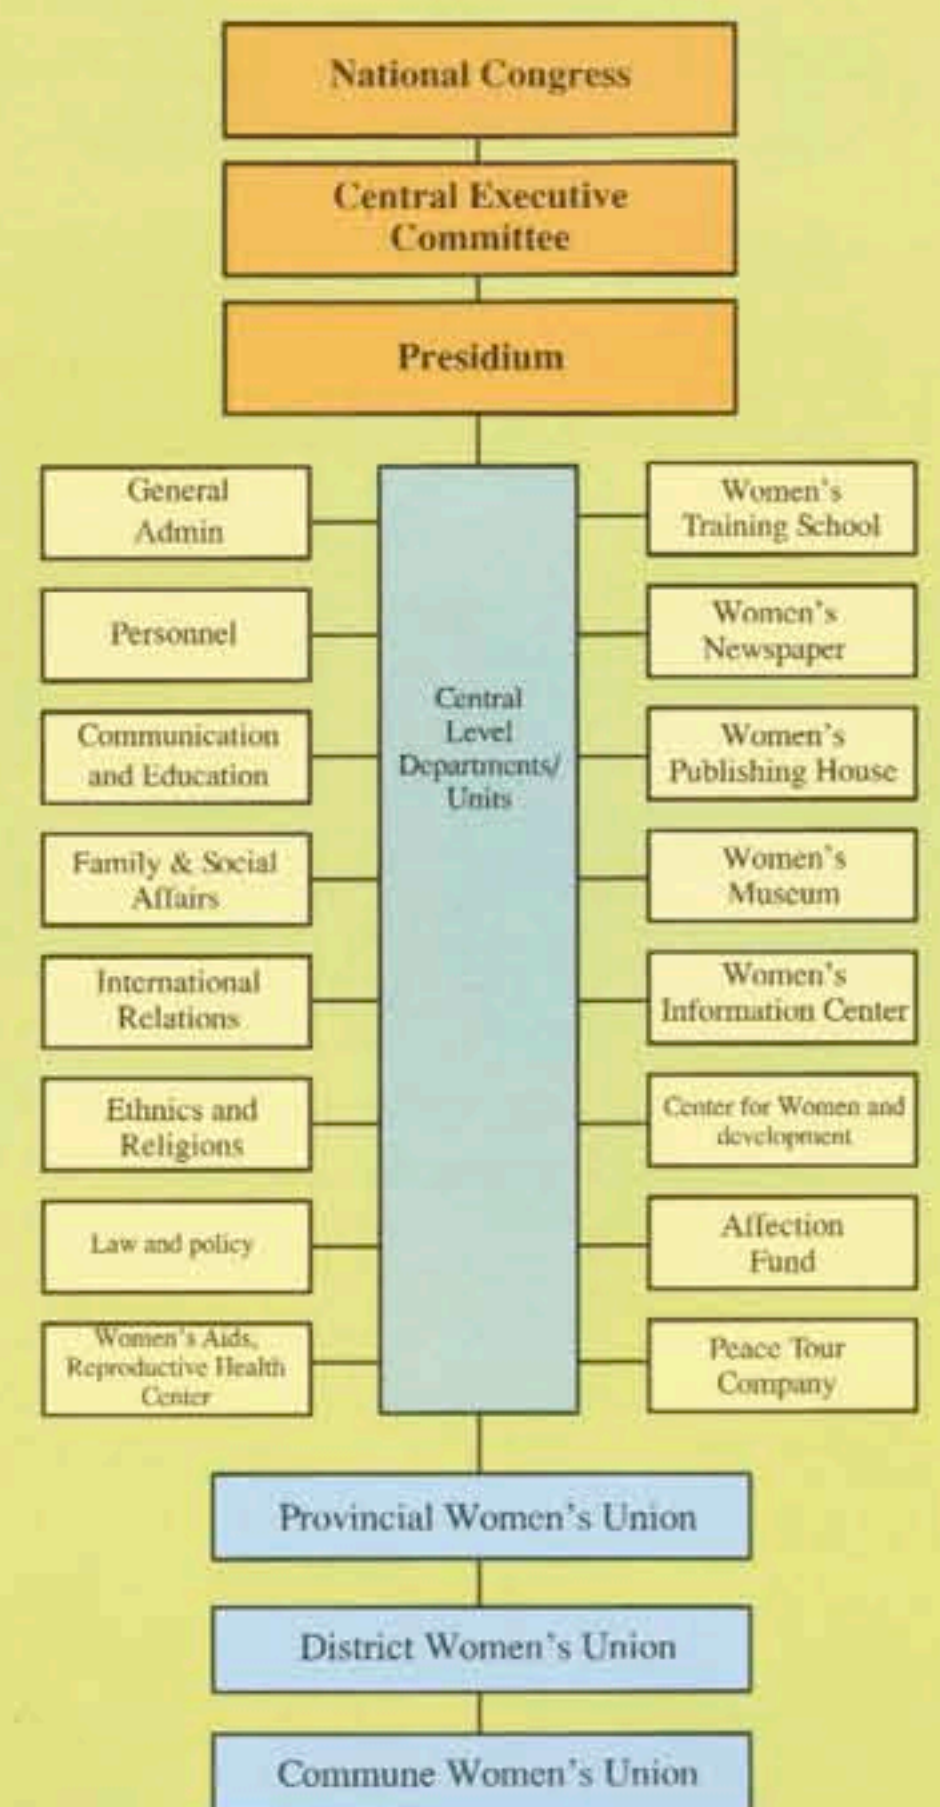 National Congress
Central Executive
Committee
Presidium
General
Admin
Personnel
Communication
and Education
Family & Social
Affairs
International
Relations
Ethnics and
Religions
Law and policy
Women's Aids,
Reproductive Health
Center
Central
Level
Departments/
Units
Women's
Training School
Women's
Newspaper
Women's
Publishing House
Women's
Museum
Women's
Information Center
Center for Women and
development
Affection
Fund
Peace Tour
Company
Provincial Women's Union
District Women's Union
Commune Women's Union